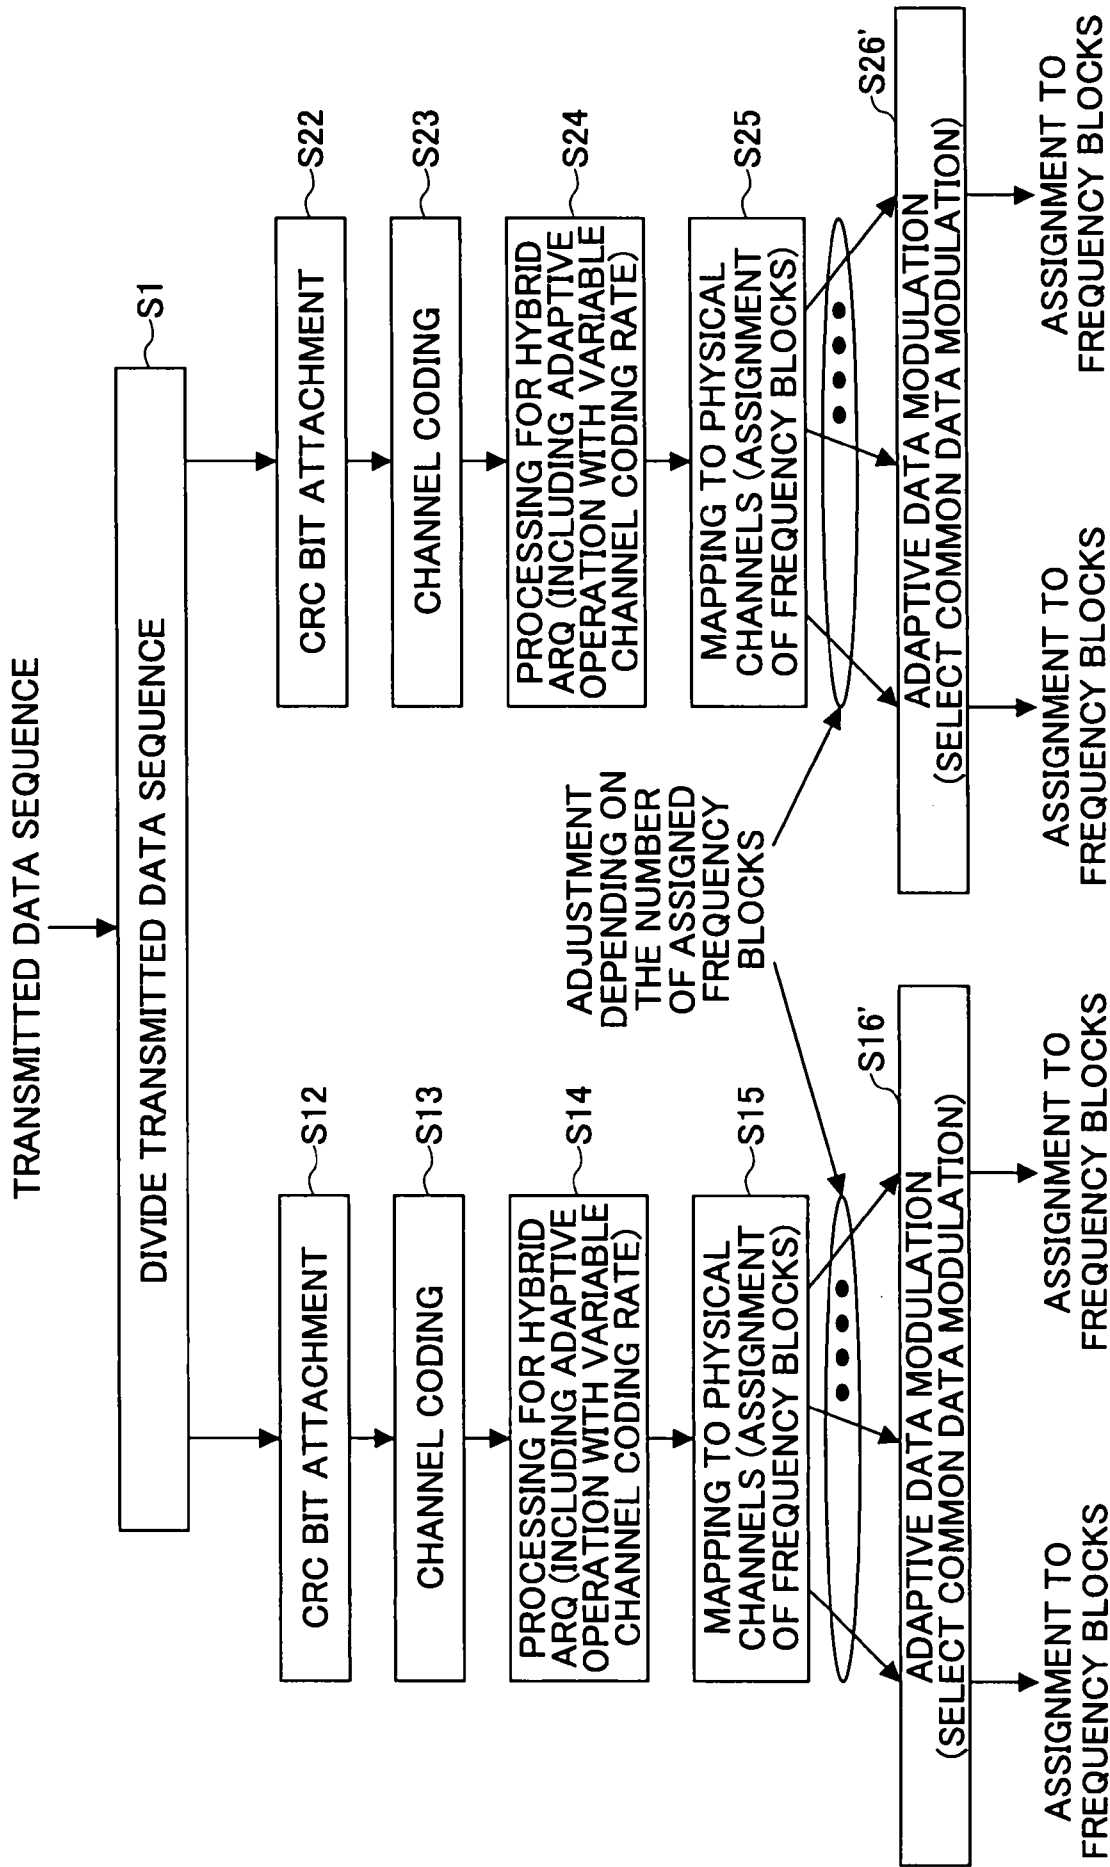 TRANSMITTED DATA SEQUENCE
DIVIDE TRANSMITTED DATA SEQUENCE
S1
CRC BIT ATTACHMENT
S12
CHANNEL CODING
S13
PROCESSING FOR HYBRID
ARQ (INCLUDING ADAPTIVE
OPERATION WITH VARIABLE
CHANNEL CODING RATE)
S14
MAPPING TO PHYSICAL
CHANNELS (ASSIGNMENT
OF FREQUENCY BLOCKS)
S15
ADAPTIVE DATA MODULATION
(SELECT COMMON DATA MODULATION)
S16'
ASSIGNMENT TO
FREQUENCY BLOCKS
ASSIGNMENT TO
FREQUENCY BLOCKS
ADJUSTMENT
DEPENDING ON
THE NUMBER
OF ASSIGNED
FREQUENCY
BLOCKS
CRC BIT ATTACHMENT
S22
CHANNEL CODING
S23
PROCESSING FOR HYBRID
ARQ (INCLUDING ADAPTIVE
OPERATION WITH VARIABLE
CHANNEL CODING RATE)
S24
MAPPING TO PHYSICAL
CHANNELS (ASSIGNMENT
OF FREQUENCY BLOCKS)
S25
ADAPTIVE DATA MODULATION
(SELECT COMMON DATA MODULATION)
S26'
ASSIGNMENT TO
FREQUENCY BLOCKS
ASSIGNMENT TO
FREQUENCY BLOCKS